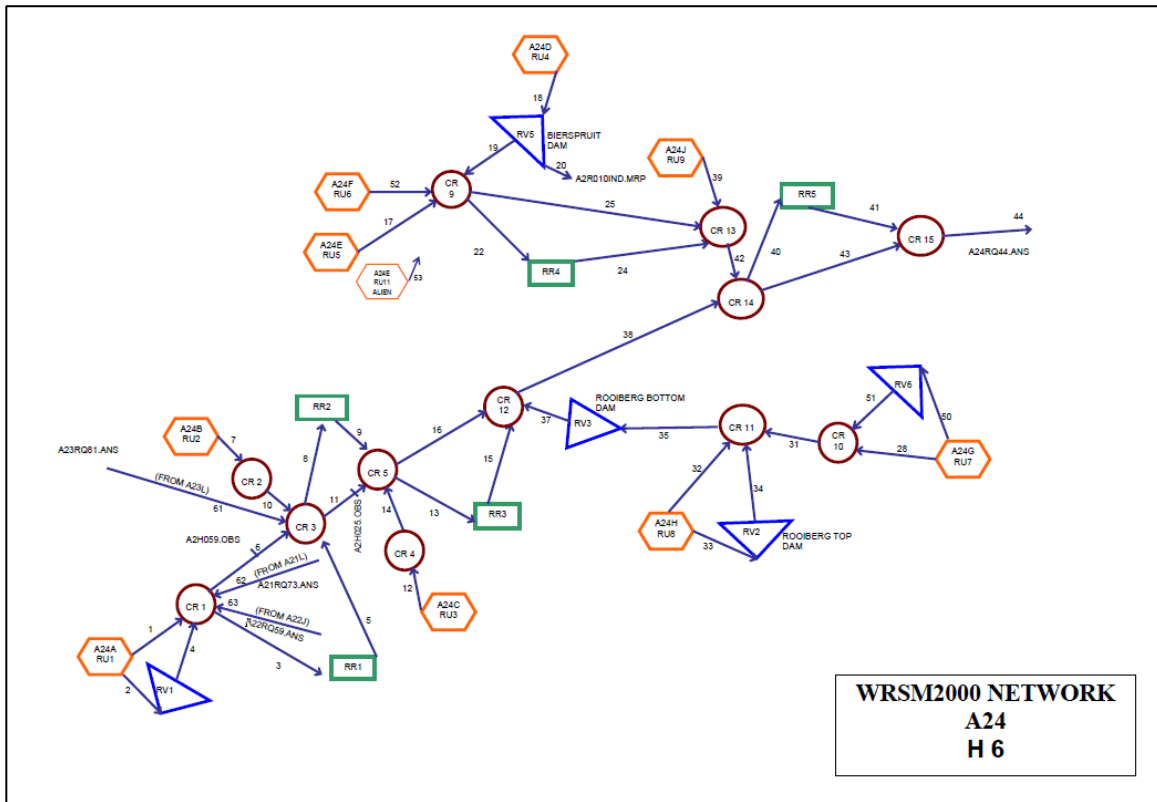 A24D
RU4
18
RV5
BIERSPRUIT
DAM
19
20
A2R010IND.MRP
A24J
RU9
39
A24F
RU6
52
CR
9
RR5
41
44
25
CR 13
CR 15
17
A24E
RU5
22
42
40
43
A24RQ44.ANS
A24E
RU11
ALIEN
53
RR4
24
CR 14
38
RV6
ROOIBERG BOTTOM
DAM
51
50
CR
12
37
RV3
35
CR 11
31
CR
10
28
A24G
RU7
RR2
A24B
RU2
7
9
16
A23RQ81.ANS
(FROM A23L)
61
CR 2
8
CR 5
15
32
34
10
11
A2H025.OBS
14
13
RR3
CR 3
A24H
RU8
33
RV2
ROOIBERG TOP
DAM
A2H059.OBS
6
CR 4
(FROM A21L)
62
A21RQ73.ANS
12
A24C
RU3
CR 1
63
(FROM A22J)
A22RQ59.ANS
5
1
4
A24A
RU1
3
RR1
2
RV1
WRSM2000 NETWORK
A24
H 6